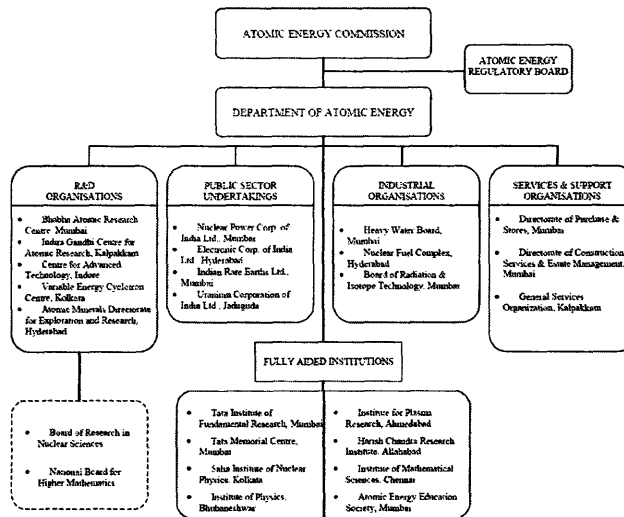 ATOMIC ENERGY COMMISSION
ATOMIC ENERGY
REGULATORY BOARD
DEPARTMENT OF ATOMIC ENERGY
R&D
ORGANISATIONS
• Bhabha Atomic Research
Centre, Mumbai
• Indira Gandhi Centre for
Atomic Research, Kalpakkam
• Centre for Advanced
Technology, Indore
• Variable Energy Cyclotron
Centre, Kolkata
• Atomic Minerals Directorate
for Exploration and Research,
Hyderabad
PUBLIC SECTOR
UNDERTAKINGS
• Nuclear Power Corp. of
India Ltd., Mumbai
• Electronic Corp. of India
Ltd. Hyderabad
• Indian Rare Earths Ltd.,
Mumbai
• Uranium Corporation of
India Ltd., Jaduguda
INDUSTRIAL
ORGANISATIONS
• Heavy Water Board,
Mumbai
• Nuclear Fuel Complex,
Hyderabad
• Board of Radiation &
Isotope Technology, Mumbai
SERVICES & SUPPORT
ORGANISATIONS
• Directorate of Purchase &
Stores, Mumbai
• Directorate of Construction
Services & Estate Management,
Mumbai
• General Services
Organization, Kalpakkam
FULLY AIDED INSTITUTIONS
• Board of Research in
Nuclear Sciences
• National Board for
Higher Mathematics
• Tata Institute of
Fundamental Research, Mumbai
• Tata Memorial Centre,
Mumbai
• Saha Institute of Nuclear
Physics, Kolkata
• Institute of Physics,
Bhubaneshwar
• Institute for Plasma
Research, Ahmedabad
• Harish Chandra Research
Institute, Allahabad
• Institute of Mathematical
Sciences, Chennai
• Atomic Energy Education
Society, Mumbai